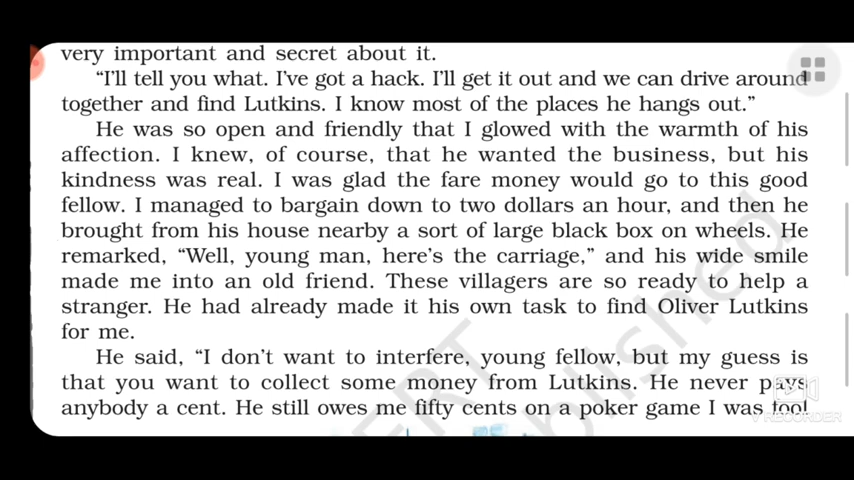 very important and secret about it.
“I'll tell you what. I've got a hack. I'll get it out and we can drive around
together and find Lutkins. I know most of the places he hangs out.”
He was so open and friendly that I glowed with the warmth of his
affection. I knew, of course, that he wanted the business, but his
kindness was real. I was glad the fare money would go to this good
fellow. I managed to bargain down to two dollars an hour, and then he
brought from his house nearby a sort of large black box on wheels. He
remarked, “Well, young man, here's the carriage,” and his wide smile
made me into an old friend. These villagers are so ready to help a
stranger. He had already made it his own task to find Oliver Lutkins
for me.
He said, “I don't want to interfere, young fellow, but my guess is
that you want to collect some money from Lutkins. He never pays
anybody a cent. He still owes me fifty cents on a poker game I was fool
RECORDER